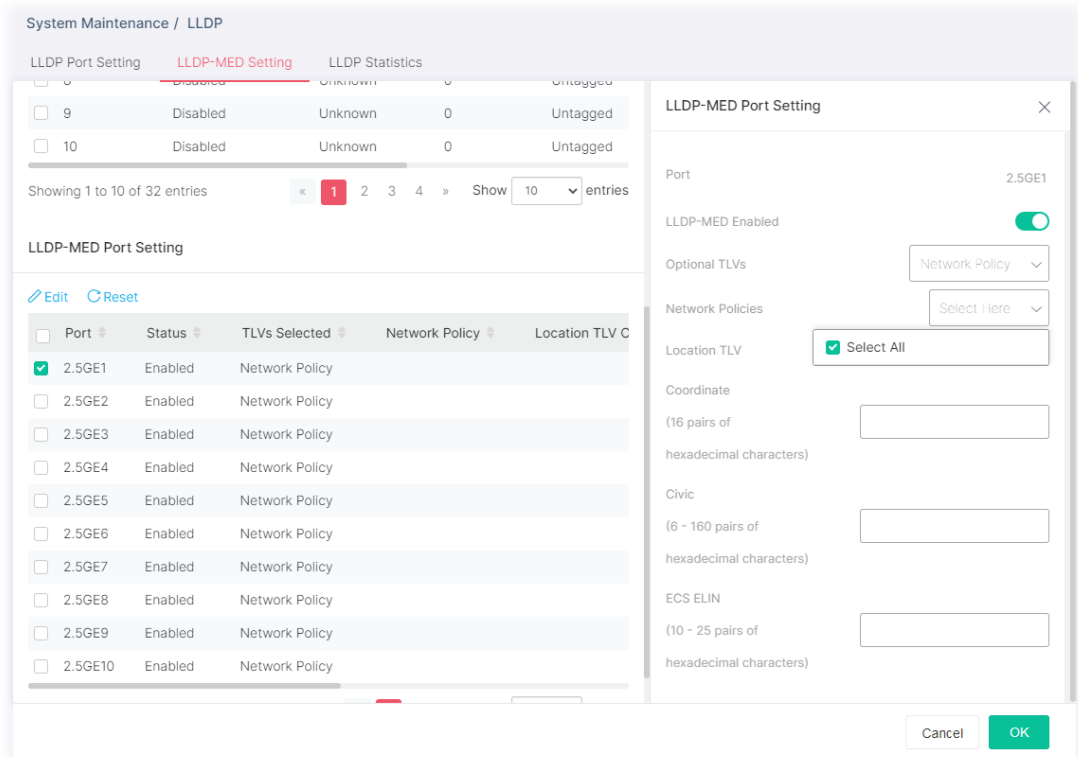 System Maintenance / LLDP
LLDP Port Setting LLDP-MED Setting LLDP Statistics
8 Disabled Unknown 0 Untagged
9 Disabled Unknown 0 Untagged
10 Disabled Unknown 0 Untagged
Showing 1 to 10 of 32 entries « 1 2 3 4 » Show 10 entries
LLDP-MED Port Setting
Edit Reset
Port Status TLVs Selected Network Policy Location TLV C
2.5GE1 Enabled Network Policy
2.5GE2 Enabled Network Policy
2.5GE3 Enabled Network Policy
2.5GE4 Enabled Network Policy
2.5GE5 Enabled Network Policy
2.5GE6 Enabled Network Policy
2.5GE7 Enabled Network Policy
2.5GE8 Enabled Network Policy
2.5GE9 Enabled Network Policy
2.5GE10 Enabled Network Policy
LLDP-MED Port Setting
Port 2.5GE1
LLDP-MED Enabled
Optional TLVs Network Policy
Network Policies Select Here
Location TLV Select All
Coordinate
(16 pairs of
hexadecimal characters)
Civic
(6 - 160 pairs of
hexadecimal characters)
ECS ELIN
(10 - 25 pairs of
hexadecimal characters)
Cancel OK